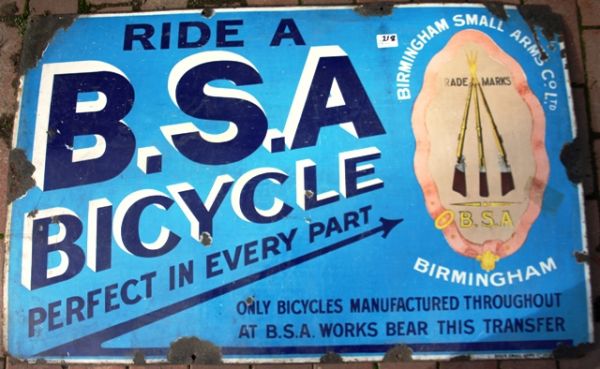 RIDE A
218
B.S.A
BICYCLE
PERFECT IN EVERY PART
BIRMINGHAM SMALL ARMS CO. LTD
TRADE MARKS
B.S.A
BIRMINGHAM
ONLY BICYCLES MANUFACTURED THROUGHOUT
AT B.S.A. WORKS BEAR THIS TRANSFER